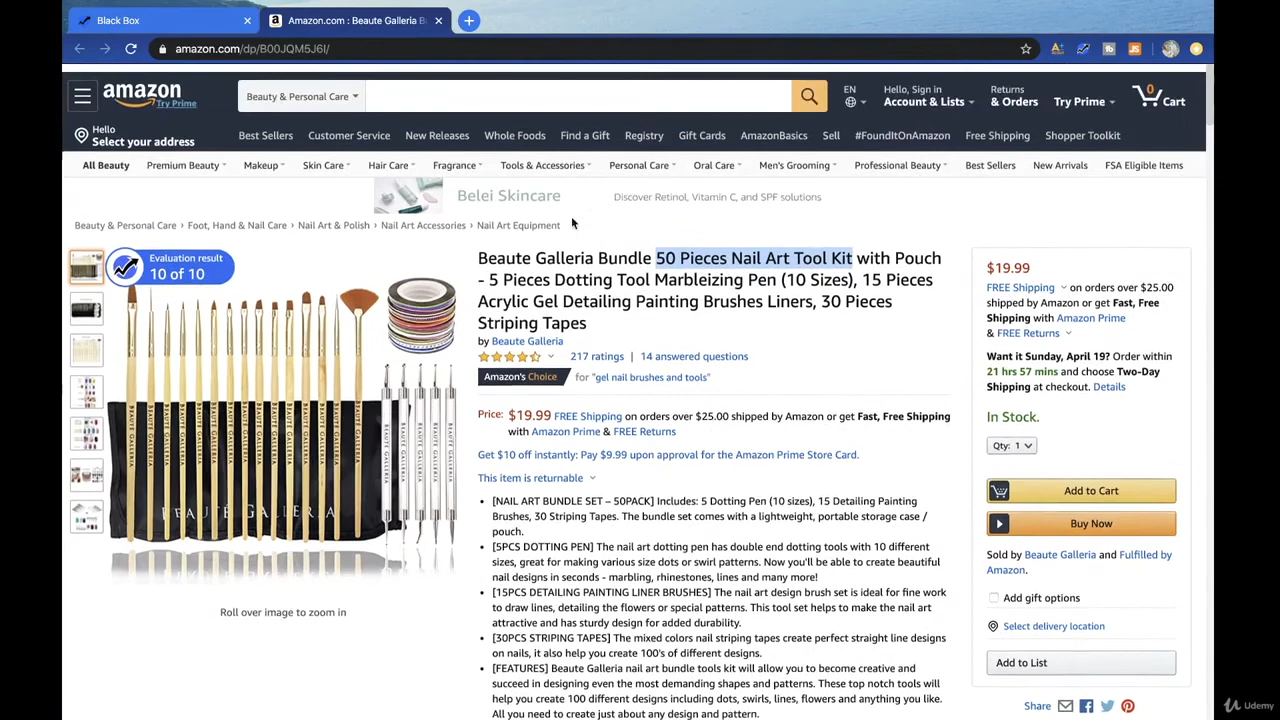 Black Box
Amazon.com : Beaute Galleria B
amazon.com/dp/B00JQM5J6I/
amazon
Try Prime
Beauty & Personal Care
EN
Hello, Sign in
Account & Lists
Returns
& Orders
Try Prime
0
Cart
Hello
Select your address
Best Sellers Customer Service New Releases Whole Foods Find a Gift Registry Gift Cards AmazonBasics Sell #FoundItOnAmazon Free Shipping Shopper Toolkit
All Beauty Premium Beauty Makeup Skin Care Hair Care Fragrance Tools & Accessories Personal Care Oral Care Men's Grooming Professional Beauty Best Sellers New Arrivals FSA Eligible Items
Belei Skincare Discover Retinol, Vitamin C, and SPF solutions
Beauty & Personal Care › Foot, Hand & Nail Care › Nail Art & Polish › Nail Art Accessories › Nail Art Equipment
Evaluation result
10 of 10
BEAUTE GALLERIA
Roll over image to zoom in
Beaute Galleria Bundle 50 Pieces Nail Art Tool Kit with Pouch
- 5 Pieces Dotting Tool Marbleizing Pen (10 Sizes), 15 Pieces
Acrylic Gel Detailing Painting Brushes Liners, 30 Pieces
Striping Tapes
by Beaute Galleria
217 ratings | 14 answered questions
Amazon's Choice for "gel nail brushes and tools"
Price: $19.99 FREE Shipping on orders over $25.00 shipped by Amazon or get Fast, Free
Shipping with Amazon Prime & FREE Returns
Get $10 off instantly: Pay $9.99 upon approval for the Amazon Prime Store Card.
This item is returnable
• [NAIL ART BUNDLE SET – 50PACK] Includes: 5 Dotting Pen (10 sizes), 15 Detailing Painting
Brushes, 30 Striping Tapes. The bundle set comes with a lightweight, portable storage case /
pouch.
• [5PCS DOTTING PEN] The nail art dotting pen has double end dotting tools with 10 different
sizes, great for making various size dots or swirl patterns. Now you'll be able to create beautiful
nail designs in seconds - marbling, rhinestones, lines and many more!
• [15PCS DETAILING PAINTING LINER BRUSHES] The nail art design brush set is ideal for fine work
to draw lines, detailing the flowers or special patterns. This tool set helps to make the nail art
attractive and has sturdy design for added durability.
• [30PCS STRIPING TAPES] The mixed colors nail striping tapes create perfect straight line designs
on nails, it also help you create 100's of different designs.
• [FEATURES] Beaute Galleria nail art bundle tools kit will allow you to become creative and
succeed in designing even the most demanding shapes and patterns. These top notch tools will
help you create 100 different designs including dots, swirls, lines, flowers and anything you like.
All you need to create just about any design and pattern.
$19.99
FREE Shipping on orders over $25.00
shipped by Amazon or get Fast, Free
Shipping with Amazon Prime
& FREE Returns
Want it Sunday, April 19? Order within
21 hrs 57 mins and choose Two-Day
Shipping at checkout. Details
In Stock.
Qty: 1
Add to Cart
Buy Now
Sold by Beaute Galleria and Fulfilled by
Amazon.
Add gift options
Select delivery location
Add to List
Share
Udemy